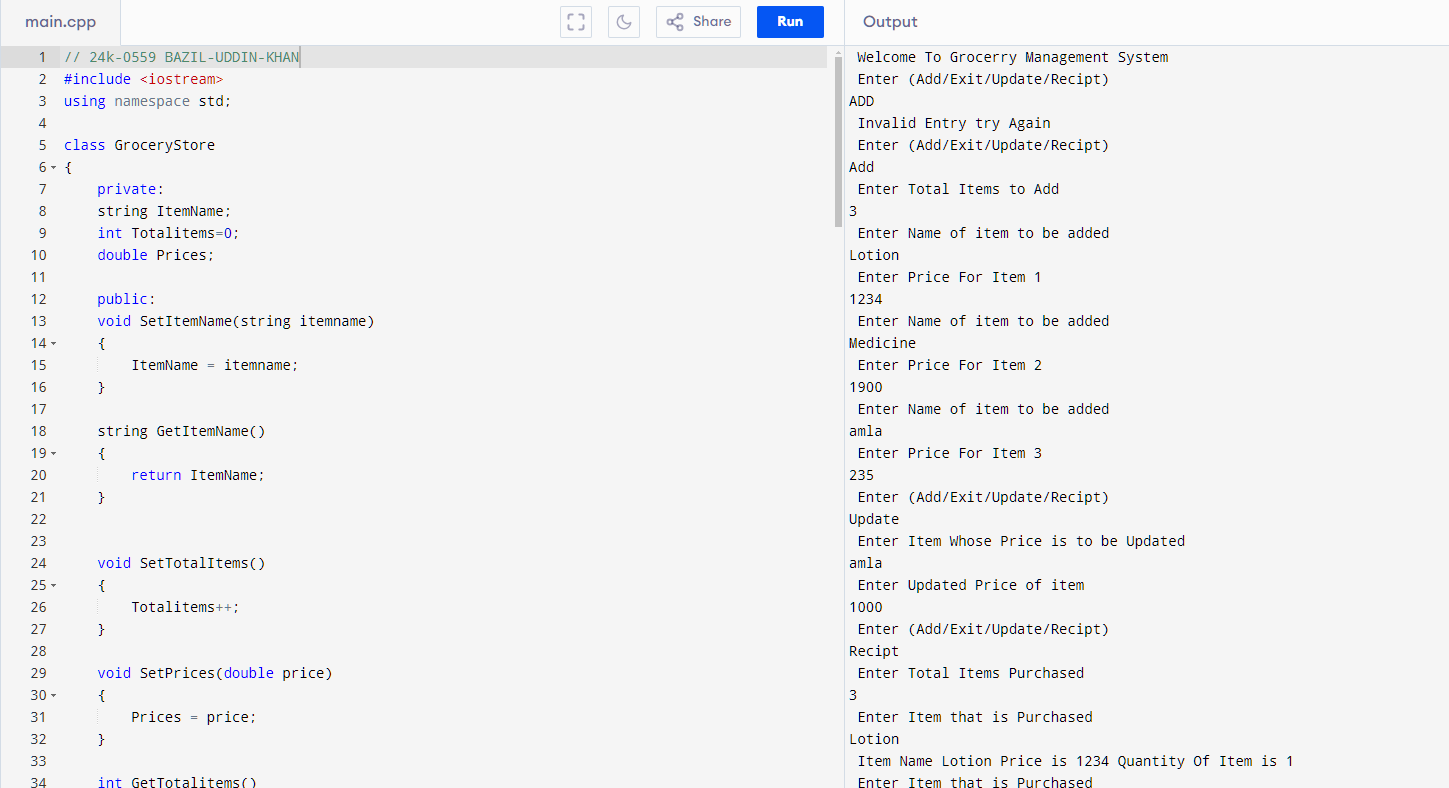 main.cpp
Share
Run
Output
1 // 24k-0559 BAZIL-UDDIN-KHAN
2 #include <iostream>
3 using namespace std;
4
5 class GroceryStore
6 {
7 private:
8 string ItemName;
9 int Totalitems=0;
10 double Prices;
11
12 public:
13 void SetItemName(string itemname)
14 {
15 ItemName = itemname;
16 }
17
18 string GetItemName()
19 {
20 return ItemName;
21 }
22
23
24 void SetTotalItems()
25 {
26 Totalitems++;
27 }
28
29 void SetPrices(double price)
30 {
31 Prices = price;
32 }
33
34 int GetTotalitems()
Welcome To Grocerry Management System
Enter (Add/Exit/Update/Recipt)
ADD
Invalid Entry try Again
Enter (Add/Exit/Update/Recipt)
Add
Enter Total Items to Add
3
Enter Name of item to be added
Lotion
Enter Price For Item 1
1234
Enter Name of item to be added
Medicine
Enter Price For Item 2
1900
Enter Name of item to be added
amla
Enter Price For Item 3
235
Enter (Add/Exit/Update/Recipt)
Update
Enter Item Whose Price is to be Updated
amla
Enter Updated Price of item
1000
Enter (Add/Exit/Update/Recipt)
Recipt
Enter Total Items Purchased
3
Enter Item that is Purchased
Lotion
Item Name Lotion Price is 1234 Quantity Of Item is 1
Enter Item that is Purchased